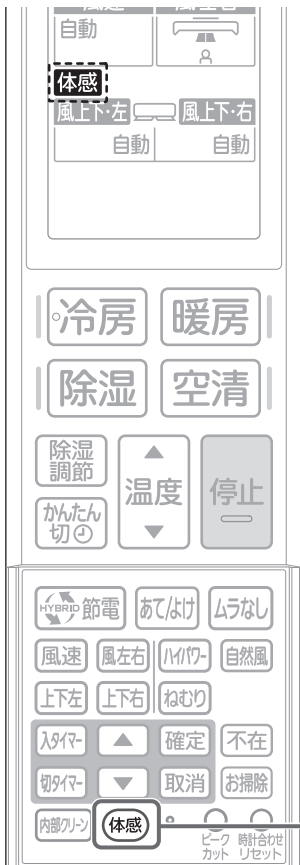 自動
体感
風上下・左 風上下・右
自動 自動
冷房 暖房
除湿 空清
除湿
調節
温度
停止
かんたん
切
HYBRID 節電 あて/よけ ムラなし
風速 風左右 ハイパワー 自然風
上下左 上下右 ねむり
入タイマー 確定 不在
切タイマー 取消 お掃除
内部クリーン 体感
ピーク
カット
時計合わせ
リセット